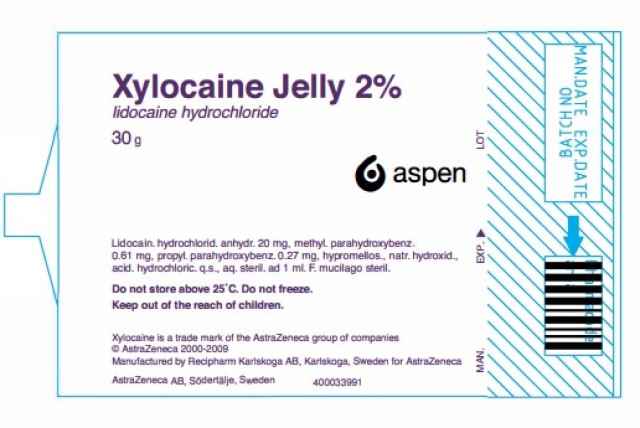 Xylocaine Jelly 2%
lidocaine hydrochloride
30 g
aspen
Lidocain. hydrochlorid. anhydr. 20 mg, methyl. parahydroxybenz.
0.61 mg, propyl. parahydroxybenz. 0.27 mg, hypromellos., natr. hydroxid.,
acid. hydrochloric. q.s., aq. steril. ad 1 ml. F. mucilago steril.
Do not store above 25°C. Do not freeze.
Keep out of the reach of children.
Xylocaine is a trade mark of the AstraZeneca group of companies
© AstraZeneca 2000-2009
Manufactured by Recipharm Karlskoga AB, Karlskoga, Sweden for AstraZeneca
AstraZeneca AB, Södertälje, Sweden 400033991
LOT
EXP.
MAN.
MAN.DATE EXP.DATE
BATCH NO